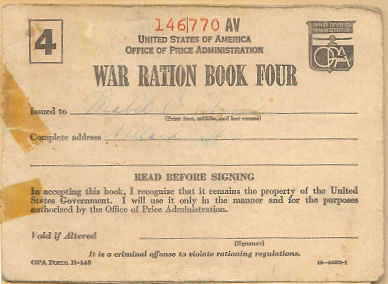 146770 AV
4
UNITED STATES OF AMERICA
OFFICE OF PRICE ADMINISTRATION
OFFICE OF PRICE
ADMINISTRATION
OPA
WAR RATION BOOK FOUR
Issued to Mabel
(Print first, middle, and last names)
Complete address
READ BEFORE SIGNING
In accepting this book, I recognize that it remains the property of the United
States Government. I will use it only in the manner and for the purposes
authorized by the Office of Price Administration.
Void if Altered
(Signature)
It is a criminal offense to violate rationing regulations.
OPA Form R-145